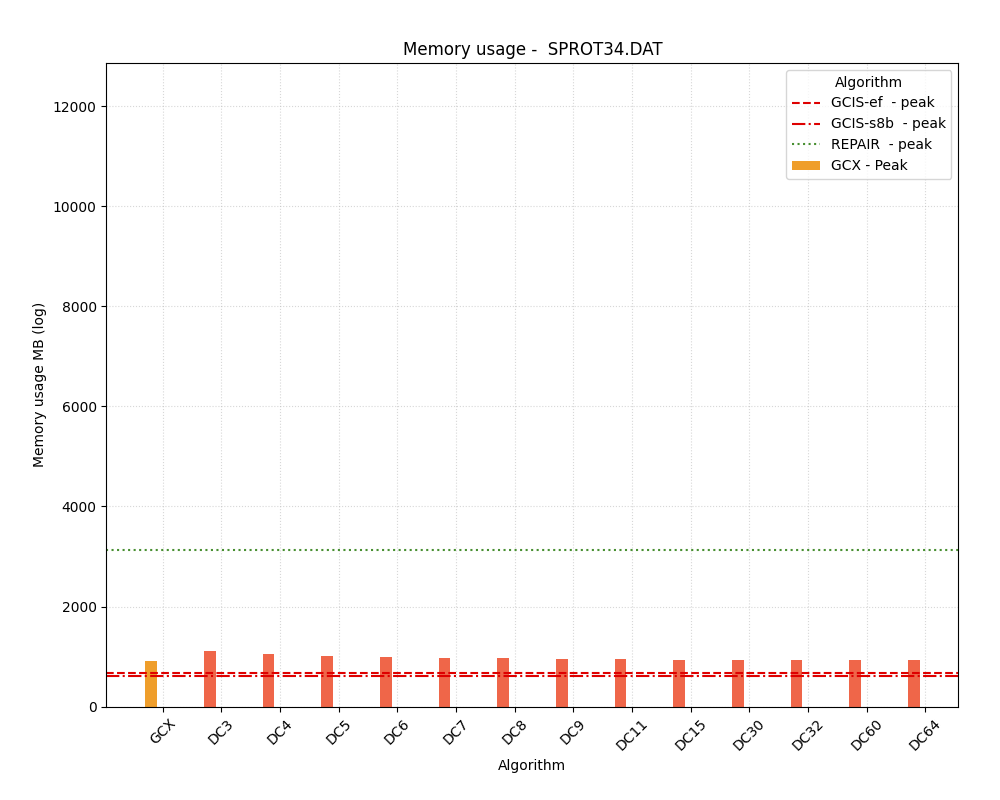 Memory usage -  SPROT34.DAT
Algorithm
GCIS-ef  - peak
GCIS-s8b  - peak
REPAIR  - peak
GCX - Peak
Memory usage MB (log)
12000
10000
8000
6000
4000
2000
0
GCX DC3 DC4 DC5 DC6 DC7 DC8 DC9 DC11 DC15 DC30 DC32 DC60 DC64
Algorithm